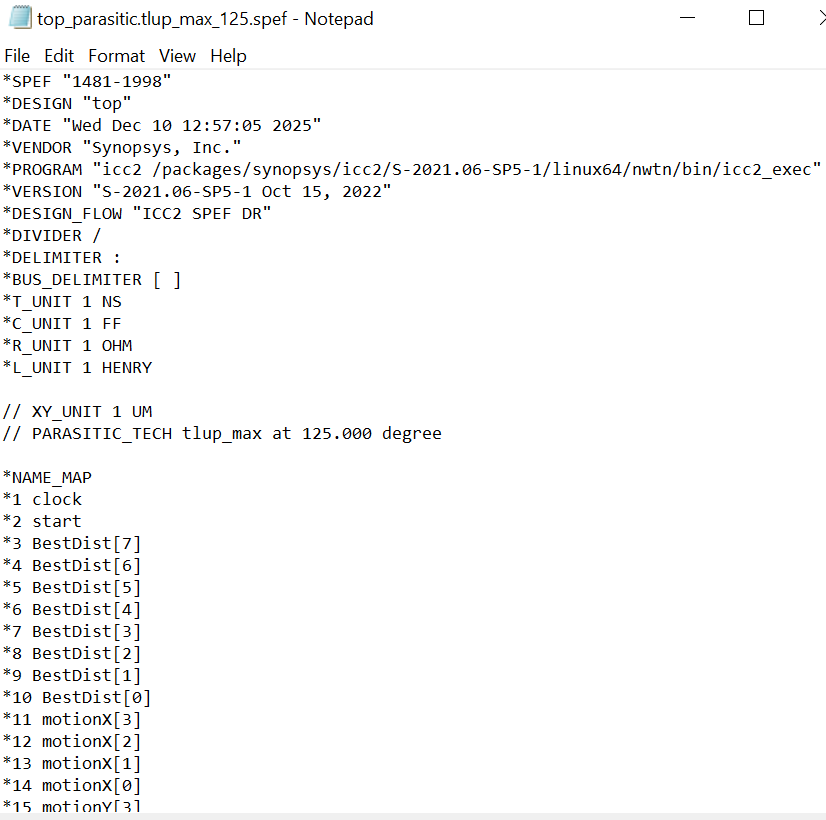 top_parasitic.tlup_max_125.spef - Notepad
File Edit Format View Help
*SPEF "1481-1998"
*DESIGN "top"
*DATE "Wed Dec 10 12:57:05 2025"
*VENDOR "Synopsys, Inc."
*PROGRAM "icc2 /packages/synopsys/icc2/S-2021.06-SP5-1/linux64/nwtn/bin/icc2_exec"
*VERSION "S-2021.06-SP5-1 Oct 15, 2022"
*DESIGN_FLOW "ICC2 SPEF DR"
*DIVIDER /
*DELIMITER :
*BUS_DELIMITER [ ]
*T_UNIT 1 NS
*C_UNIT 1 FF
*R_UNIT 1 OHM
*L_UNIT 1 HENRY
// XY_UNIT 1 UM
// PARASITIC_TECH tlup_max at 125.000 degree
*NAME_MAP
*1 clock
*2 start
*3 BestDist[7]
*4 BestDist[6]
*5 BestDist[5]
*6 BestDist[4]
*7 BestDist[3]
*8 BestDist[2]
*9 BestDist[1]
*10 BestDist[0]
*11 motionX[3]
*12 motionX[2]
*13 motionX[1]
*14 motionX[0]
*15 motionY[3]